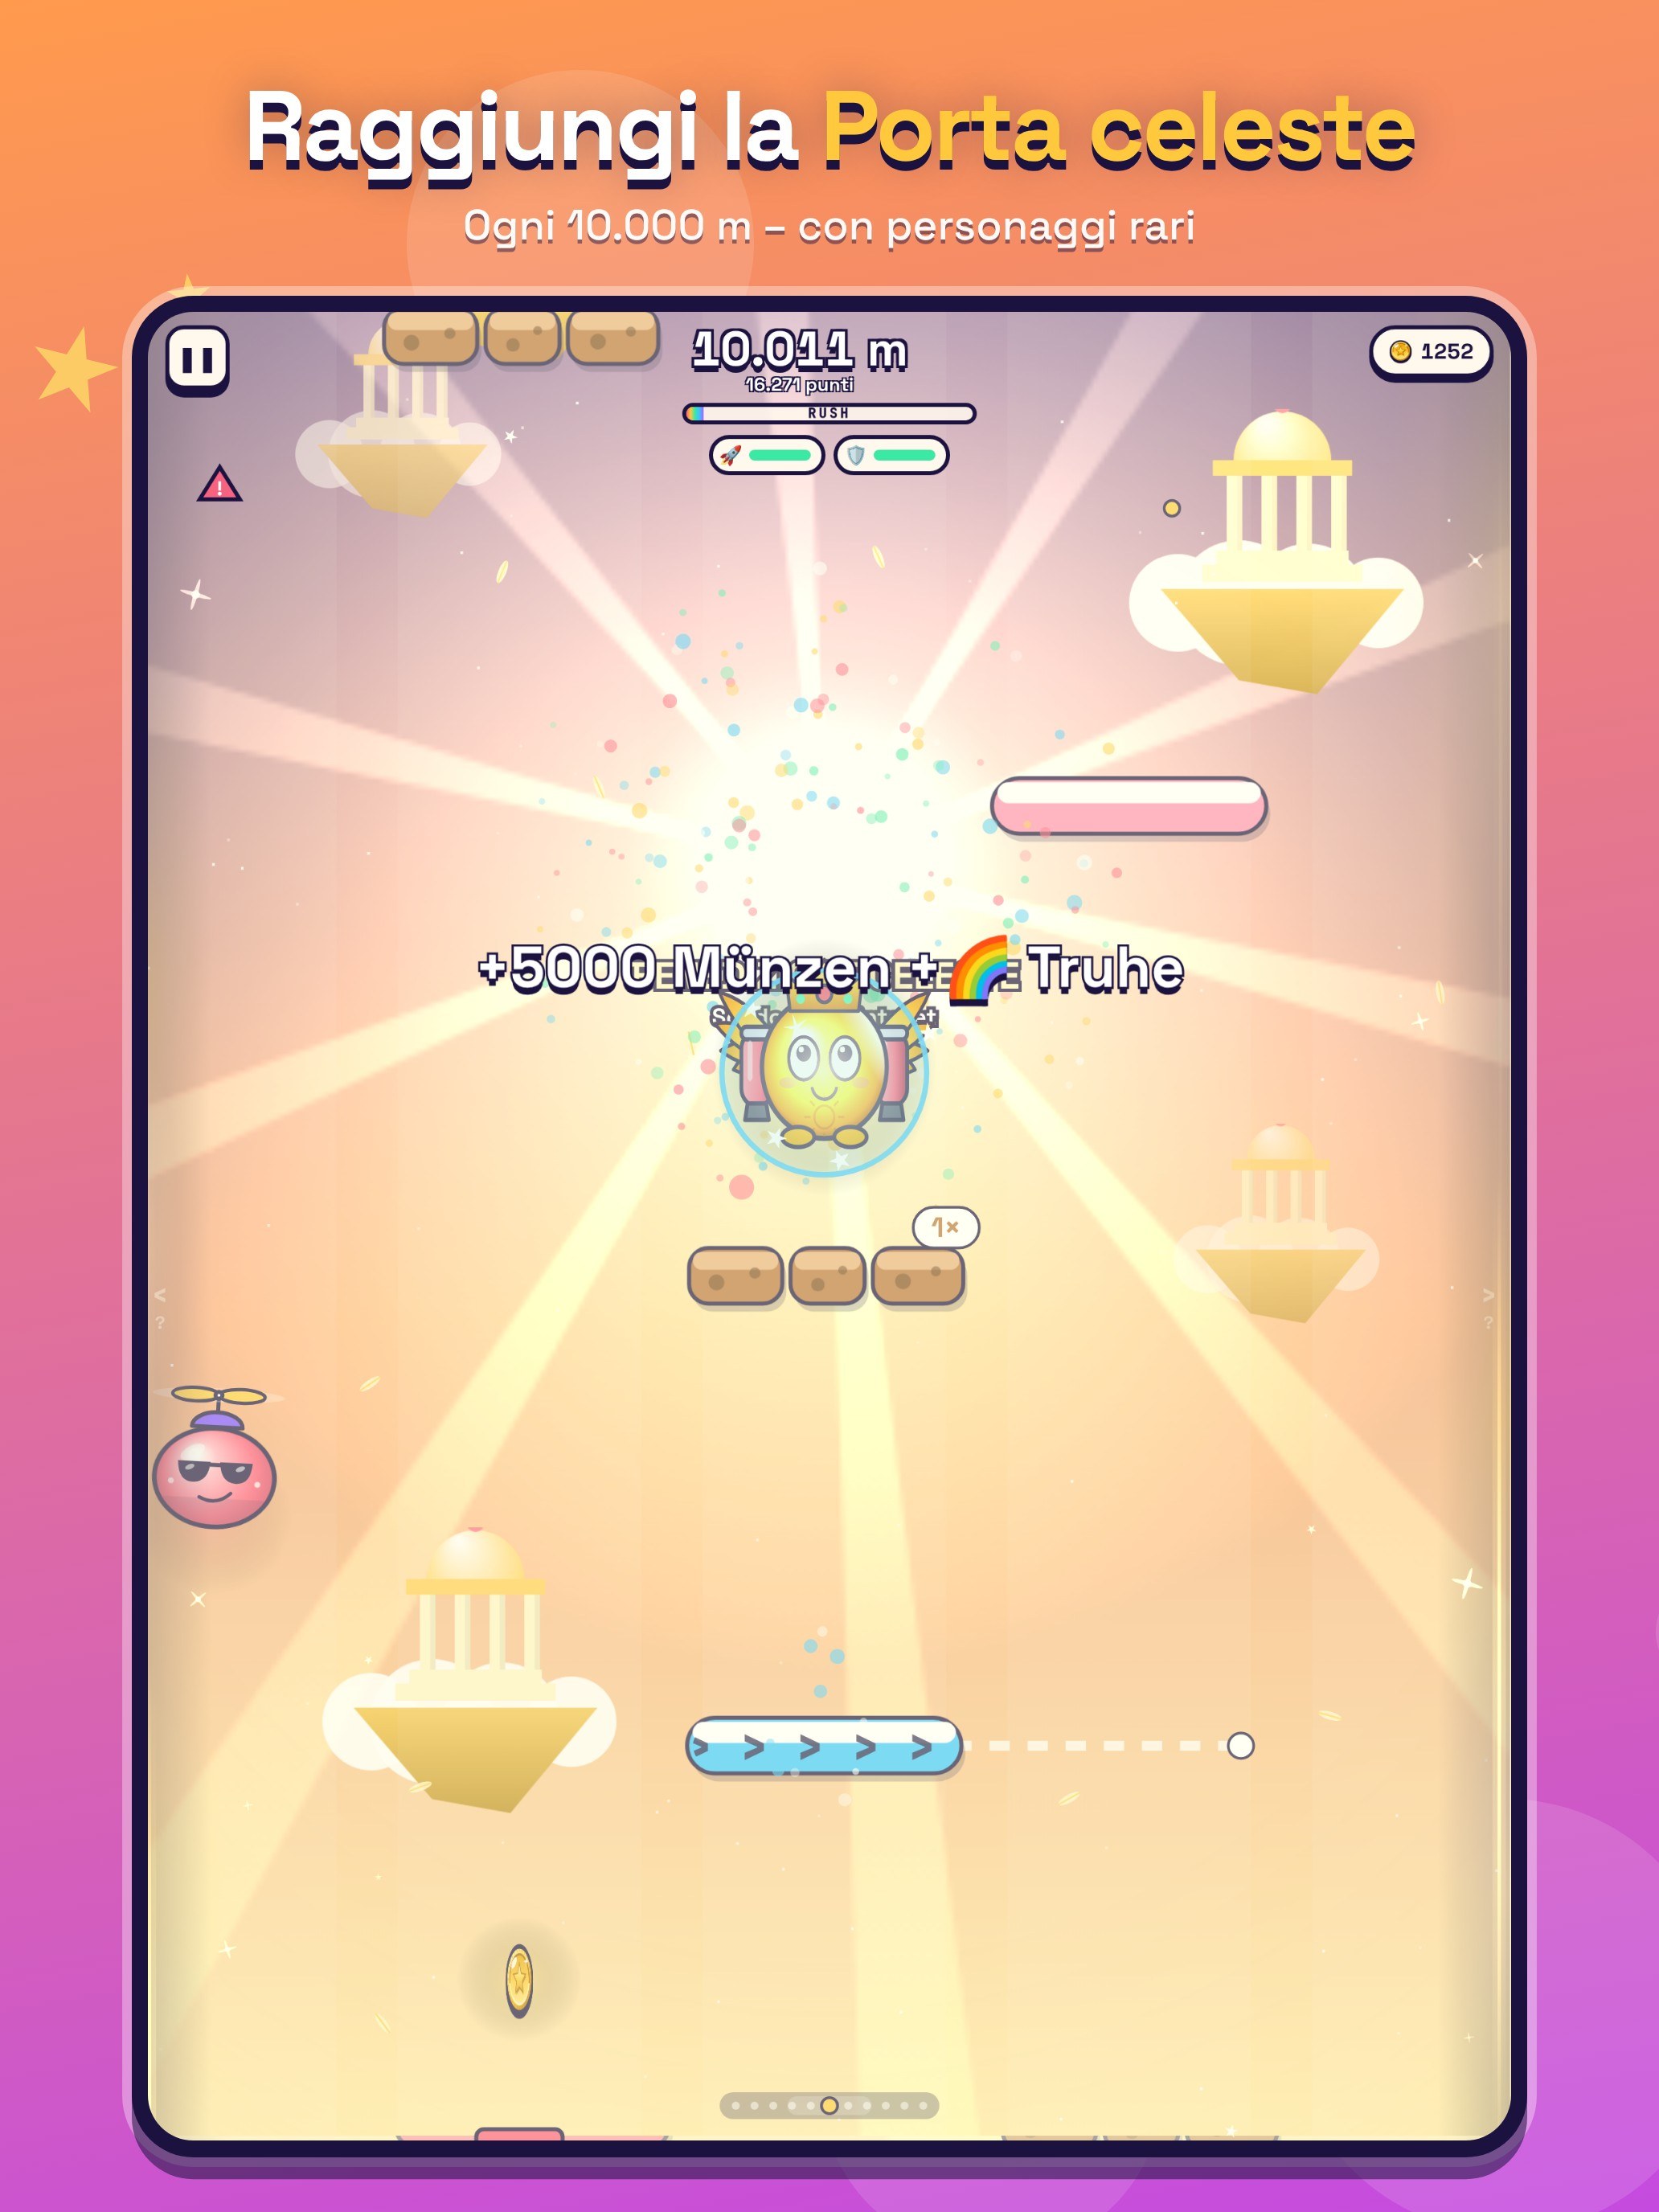 Raggiungi la Porta celeste
Ogni 10.000 m – con personaggi rari
10.011 m
1252
16.271 punti
RUSH
+5000 Münzen +🌈 Truhe
1×
< >
? ?
> > > > >